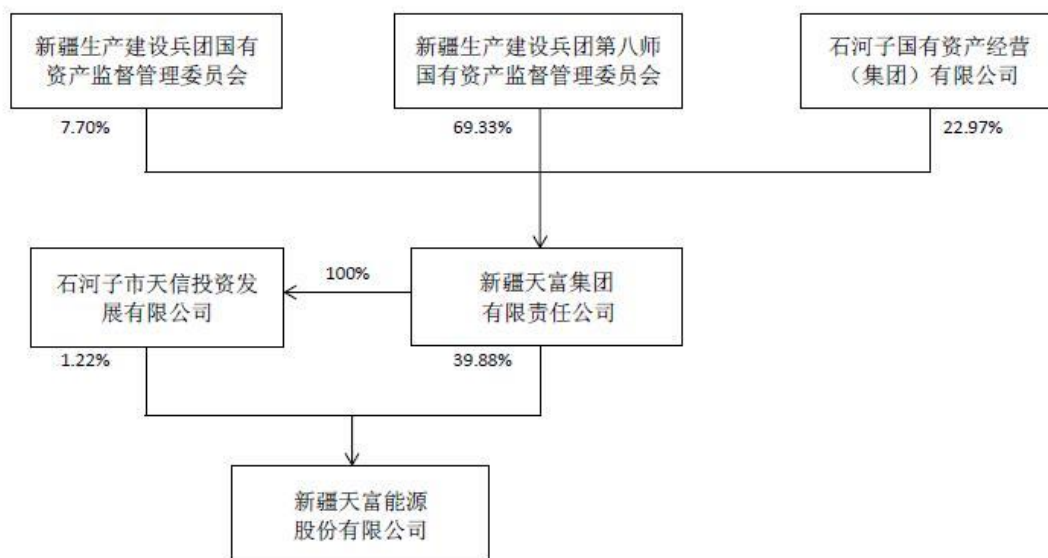 新疆生产建设兵团国有
资产监督管理委员会
新疆生产建设兵团第八师
国有资产监督管理委员会
石河子国有资产经营
（集团）有限公司
7.70%
69.33%
22.97%
石河子市天信投资发
展有限公司
100%
新疆天富集团
有限责任公司
1.22%
39.88%
新疆天富能源
股份有限公司